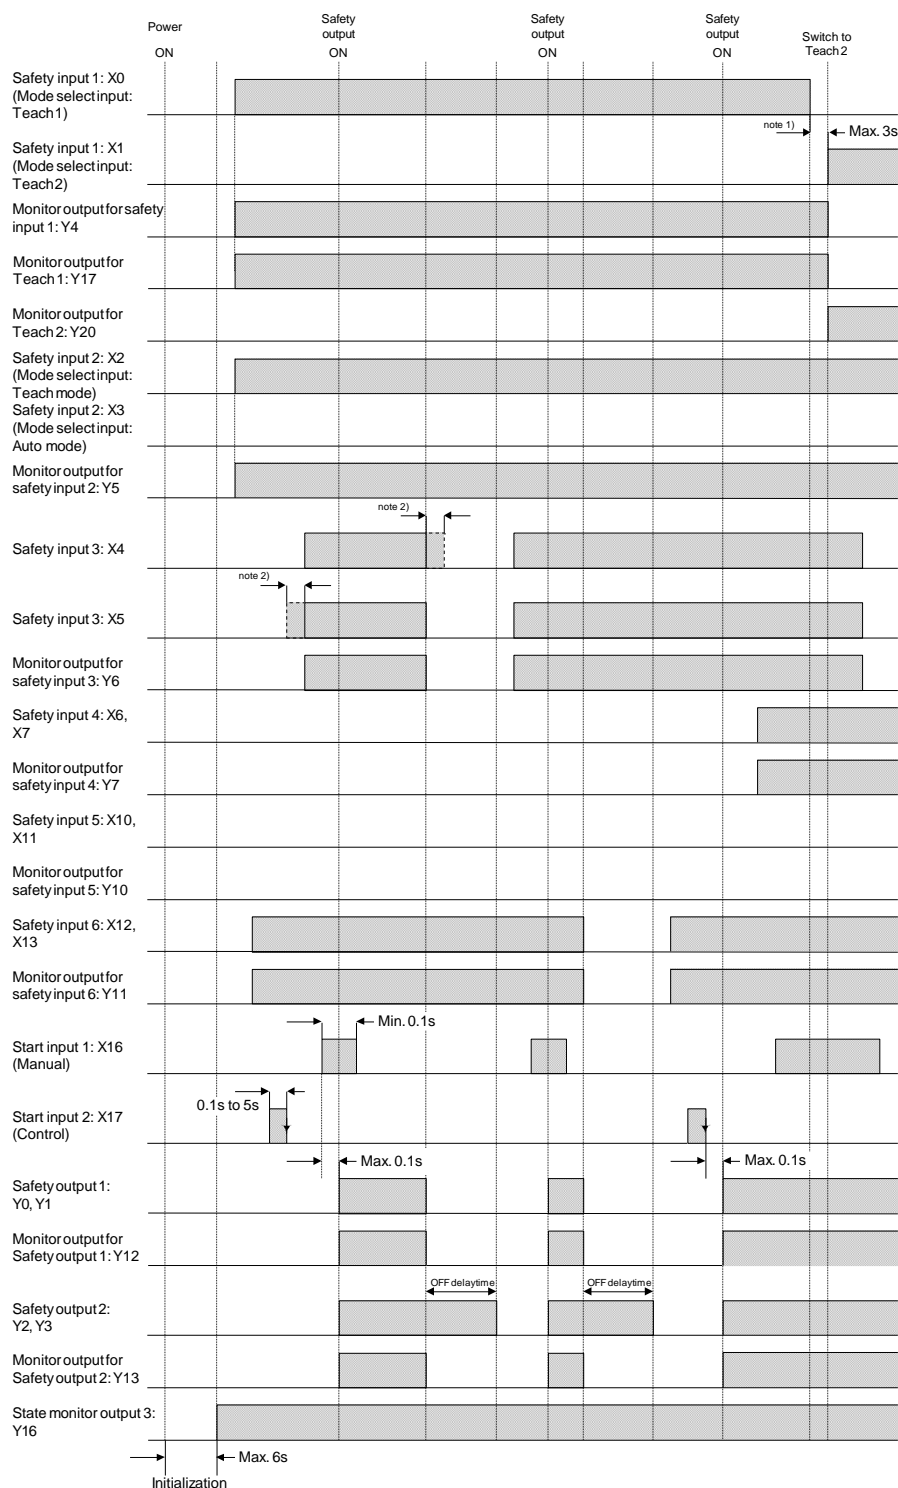 Power
ON
Safety
output
ON
Safety
output
ON
Safety
output
ON
Switch to
Teach 2
Safety input 1: X0
(Mode select input:
Teach 1)
note 1)
Max. 3s
Safety input 1: X1
(Mode select input:
Teach 2)
Monitor output for safety
input 1: Y4
Monitor output for
Teach 1: Y17
Monitor output for
Teach 2: Y20
Safety input 2: X2
(Mode select input:
Teach mode)
Safety input 2: X3
(Mode select input:
Auto mode)
Monitor output for
safety input 2: Y5
note 2)
Safety input 3: X4
note 2)
Safety input 3: X5
Monitor output for
safety input 3: Y6
Safety input 4: X6,
X7
Monitor output for
safety input 4: Y7
Safety input 5: X10,
X11
Monitor output for
safety input 5: Y10
Safety input 6: X12,
X13
Monitor output for
safety input 6: Y11
Min. 0.1s
Start input 1: X16
(Manual)
0.1s to 5s
Start input 2: X17
(Control)
Max. 0.1s
Max. 0.1s
Safety output 1:
Y0, Y1
Monitor output for
Safety output 1: Y12
OFF delay time
OFF delay time
Safety output 2:
Y2, Y3
Monitor output for
Safety output 2: Y13
State monitor output 3:
Y16
Max. 6s
Initialization